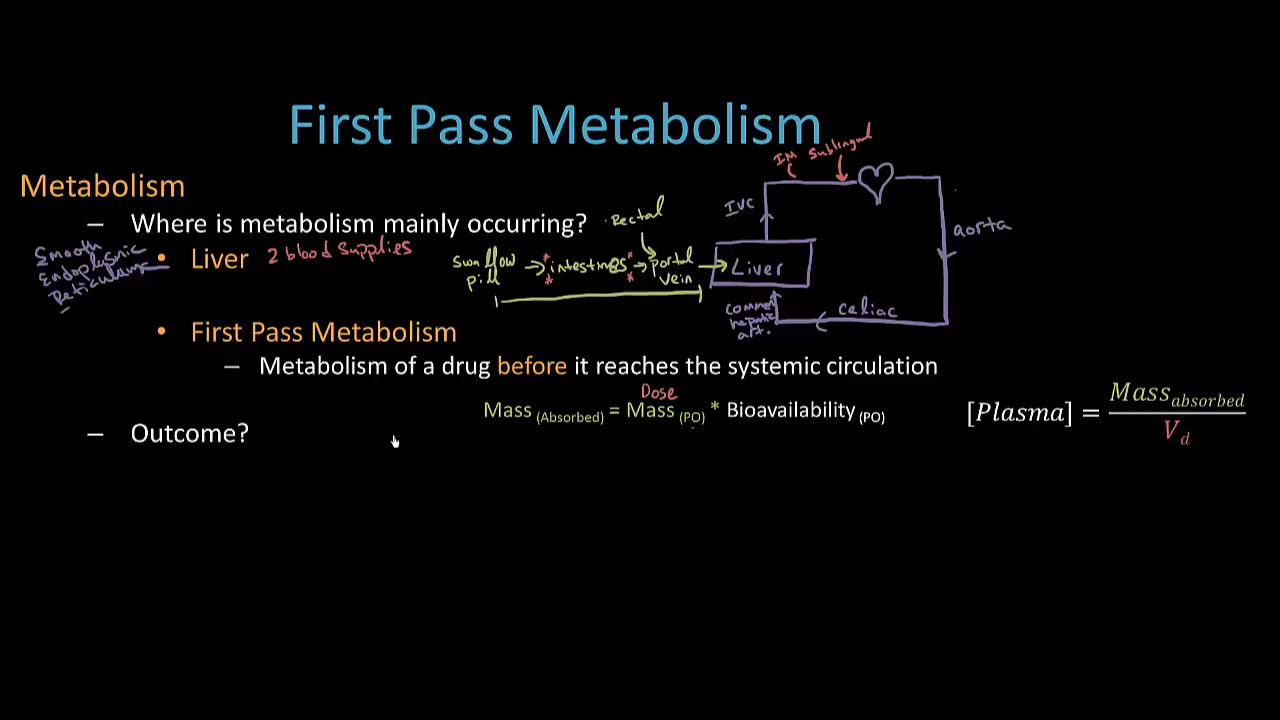 First Pass Metabolism
IM Sublingual
Metabolism
IVC
– Where is metabolism mainly occurring?
· Rectal
aorta
Smooth
Endoplasmic
Reticulum
• Liver
2 blood supplies
swallow
pill
→ intestines →
portal
vein
Liver
common
hepatic
art.
celiac
• First Pass Metabolism
– Metabolism of a drug before it reaches the systemic circulation
Dose
Mass (Absorbed) = Mass (PO) * Bioavailability (PO)
[Plasma] = Mass absorbed / V d
– Outcome?